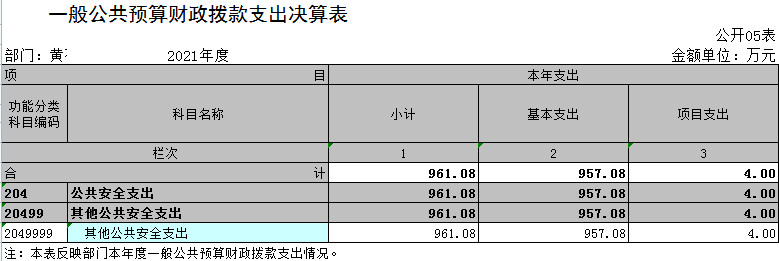 一般公共预算财政拨款支出决算表
公开05表
部门：黄 2021年度 金额单位：万元
项 目 本年支出
功能分类科目编码 科目名称 小计 基本支出 项目支出
栏次 1 2 3
合 计 961.08 957.08 4.00
204 公共安全支出 961.08 957.08 4.00
20499 其他公共安全支出 961.08 957.08 4.00
2049999 其他公共安全支出 961.08 957.08 4.00
注：本表反映部门本年度一般公共预算财政拨款支出情况。